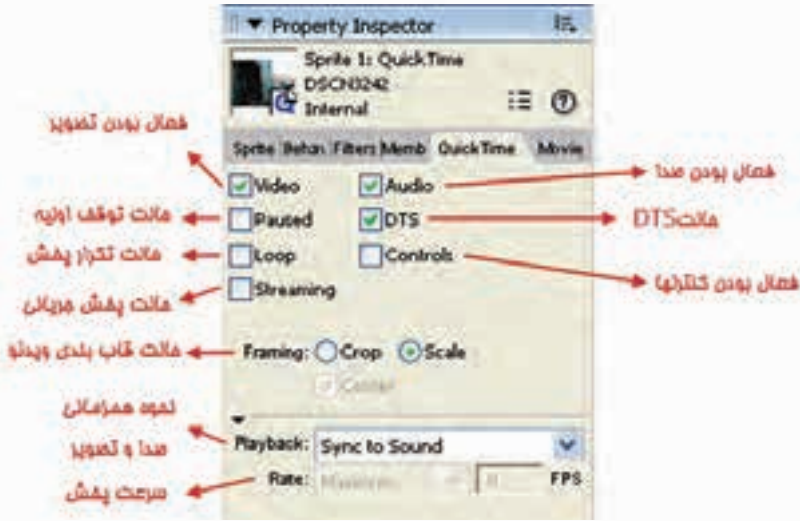 Property Inspector
Sprite 1: QuickTime
DSCN3242
Internal
Sprite Behav Filters Memb QuickTime Movie
فعال بودن تصویر
Video
Audio
فعال بودن صدا
حالت توقف اولیه
Paused
DTS
حالت DTS
حالت تکرار پخش
Loop
Controls
فعال بودن کنترلها
حالت پخش جریانی
Streaming
حالت قاب بندی ویدئو
Framing: Crop Scale
Center
نحوه همزمانی
صدا و تصویر
Playback: Sync to Sound
سرعت پخش
Rate: FPS